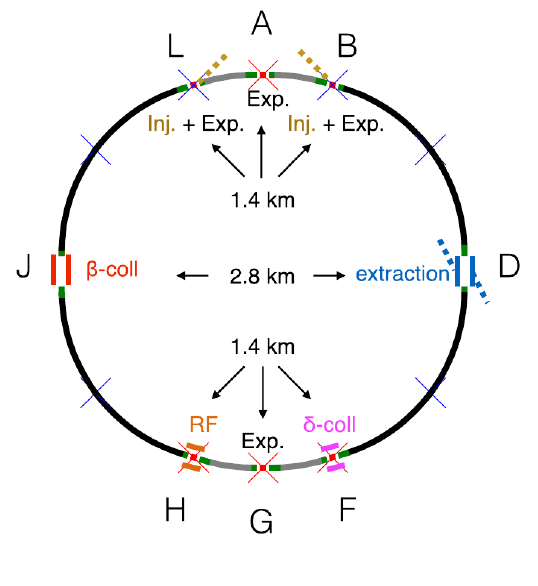 A
L
B
Exp.
Inj. + Exp.
Inj. + Exp.
1.4 km
J
β-coll
2.8 km
extraction
D
1.4 km
RF
Exp.
δ-coll
H
G
F